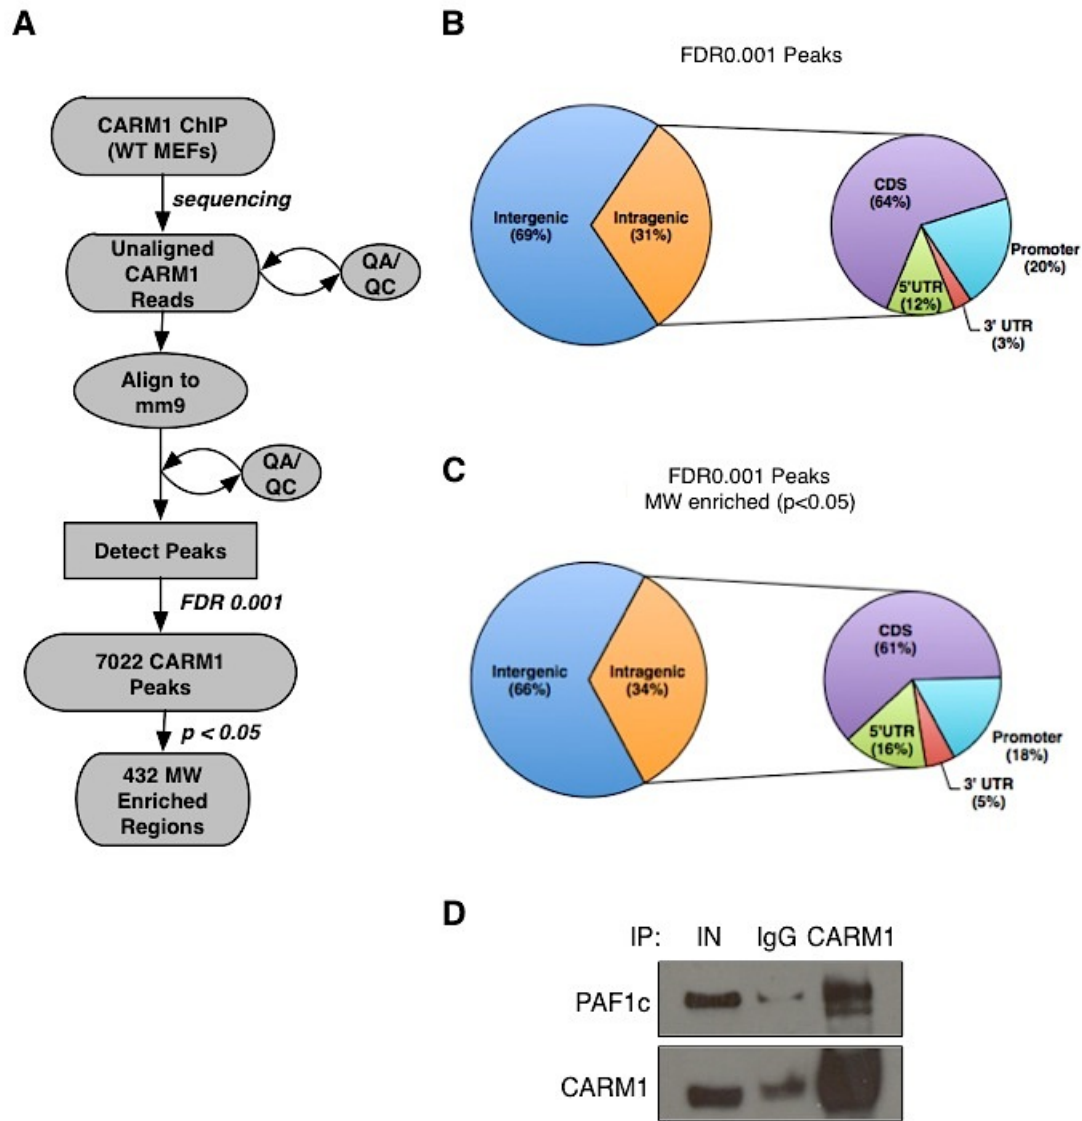 A
CARM1 ChIP
(WT MEFs)
sequencing
Unaligned
CARM1
Reads
QA/
QC
Align to
mm9
QA/
QC
Detect Peaks
FDR 0.001
7022 CARM1
Peaks
p < 0.05
432 MW
Enriched
Regions
B
FDR0.001 Peaks
Intergenic
(69%)
Intragenic
(31%)
CDS
(64%)
Promoter
(20%)
5'UTR
(12%)
3' UTR
(3%)
C
FDR0.001 Peaks
MW enriched (p<0.05)
Intergenic
(66%)
Intragenic
(34%)
CDS
(61%)
5'UTR
(16%)
Promoter
(18%)
3' UTR
(5%)
D
IP: IN IgG CARM1
PAF1c
CARM1